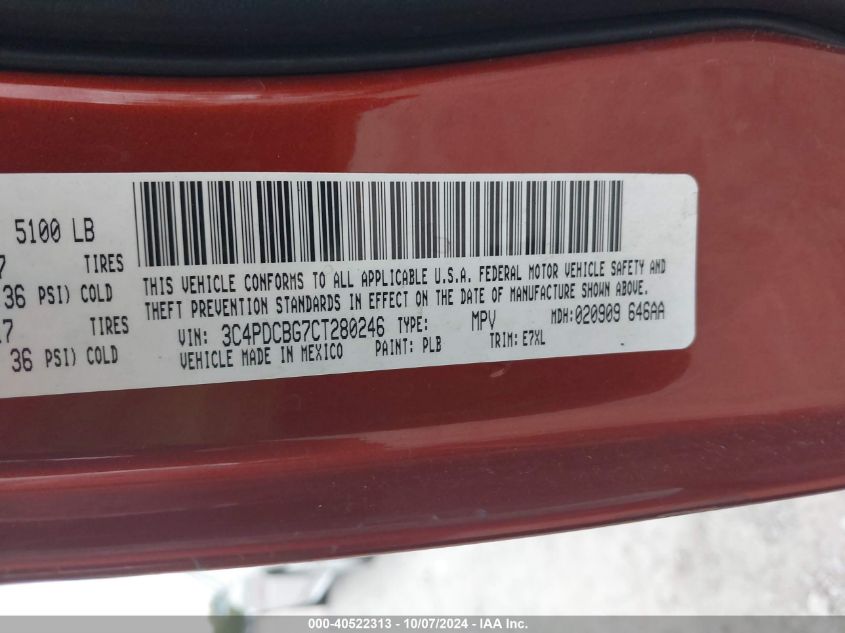 5100 LB
7 TIRES
36 PSI) COLD
17 TIRES
36 PSI) COLD
THIS VEHICLE CONFORMS TO ALL APPLICABLE U.S.A. FEDERAL MOTOR VEHICLE SAFETY AND
THEFT PREVENTION STANDARDS IN EFFECT ON THE DATE OF MANUFACTURE SHOWN ABOVE.
VIN: 3C4PDCBG7CT280246 TYPE: MPV MDH:020909 646AA
VEHICLE MADE IN MEXICO PAINT: PLB TRIM: E7XL
000-40522313 - 10/07/2024 - IAA Inc.